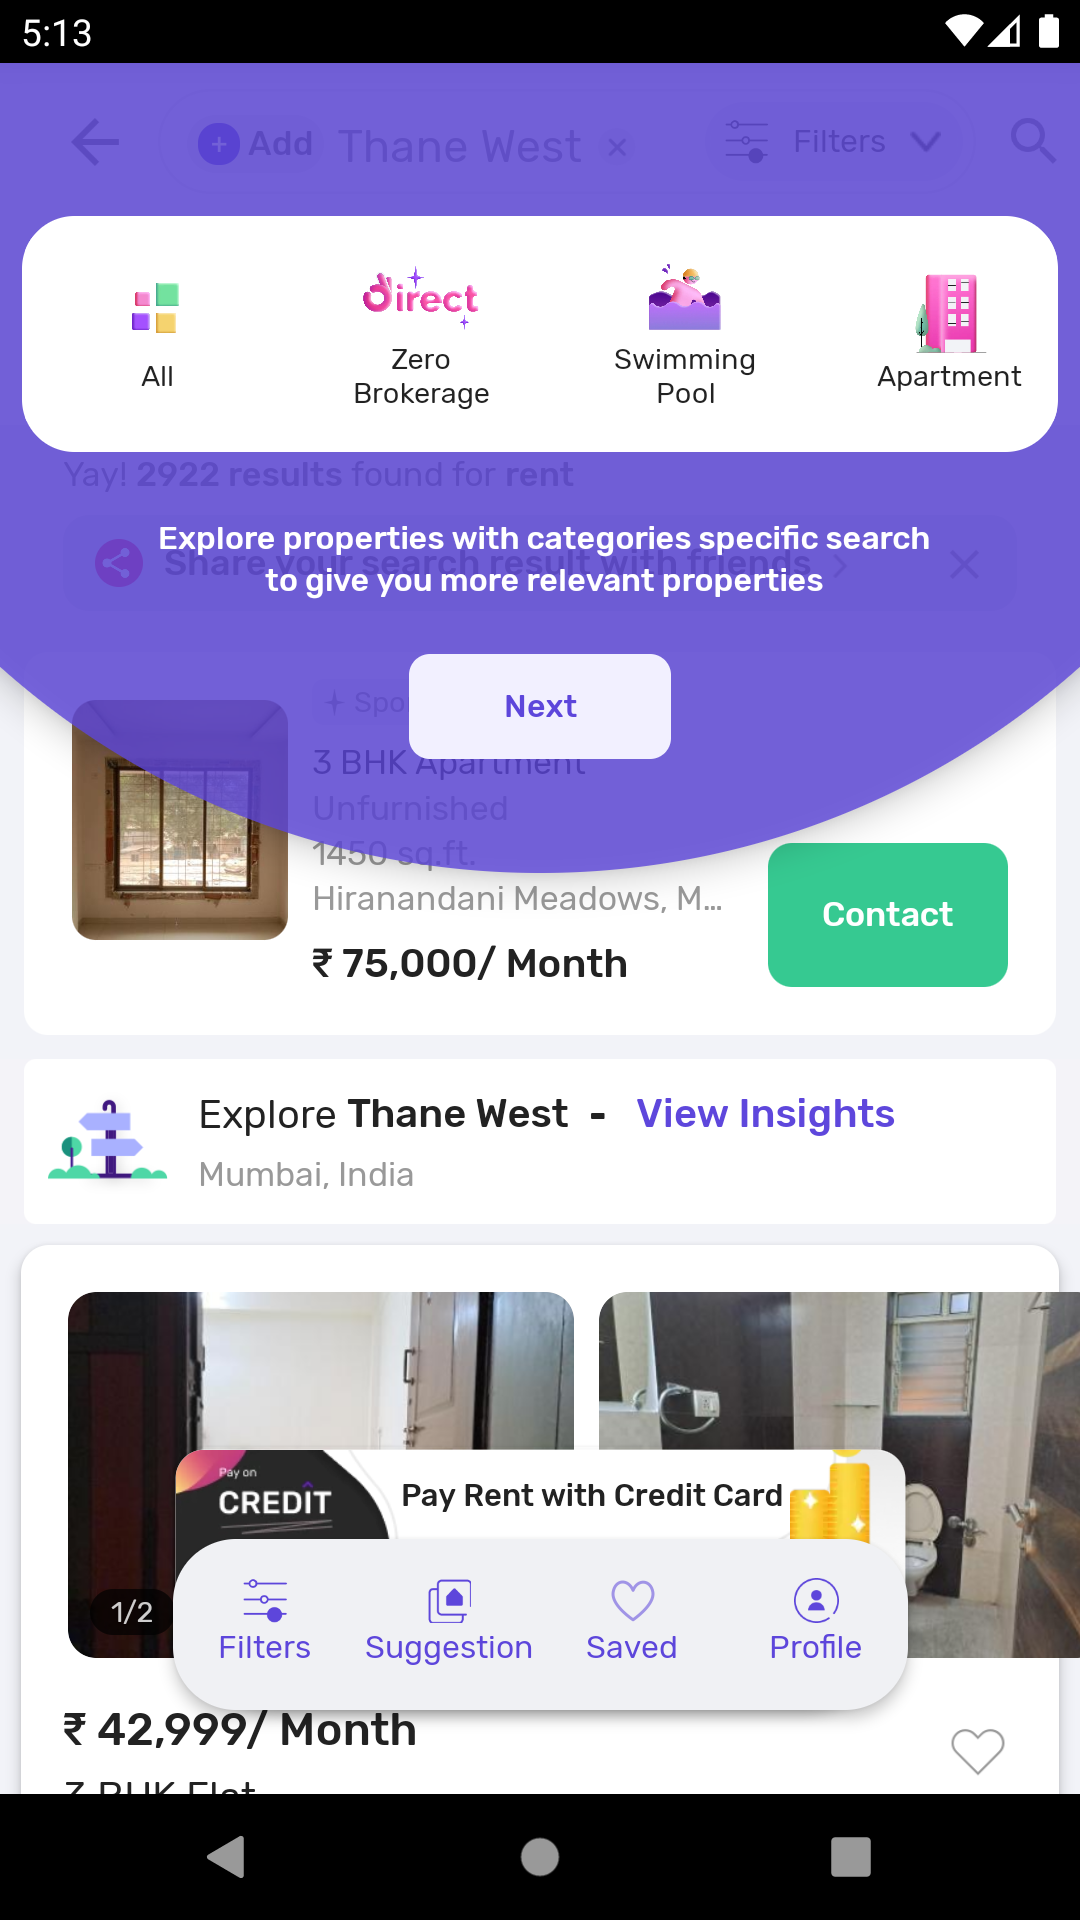 5:13
Add Thane West
Filters
direct
All
Zero
Brokerage
Swimming
Pool
Apartment
Yay! 2922 results found for rent
Explore properties with categories specific search
Share your search result with friends
to give you more relevant properties
Next
3 BHK Apartment
Unfurnished
1450 sq.ft.
Hiranandani Meadows, M...
₹ 75,000/ Month
Contact
Explore Thane West - View Insights
Mumbai, India
Pay on
CREDIT
Pay Rent with Credit Card
1/2
Filters
Suggestion
Saved
Profile
₹ 42,999/ Month
3 BHK Flat